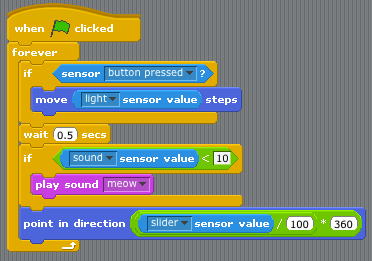 when clicked
forever
if sensor button pressed ?
move light sensor value steps
wait 0.5 secs
if sound sensor value < 10
play sound meow
point in direction slider sensor value / 100 * 360